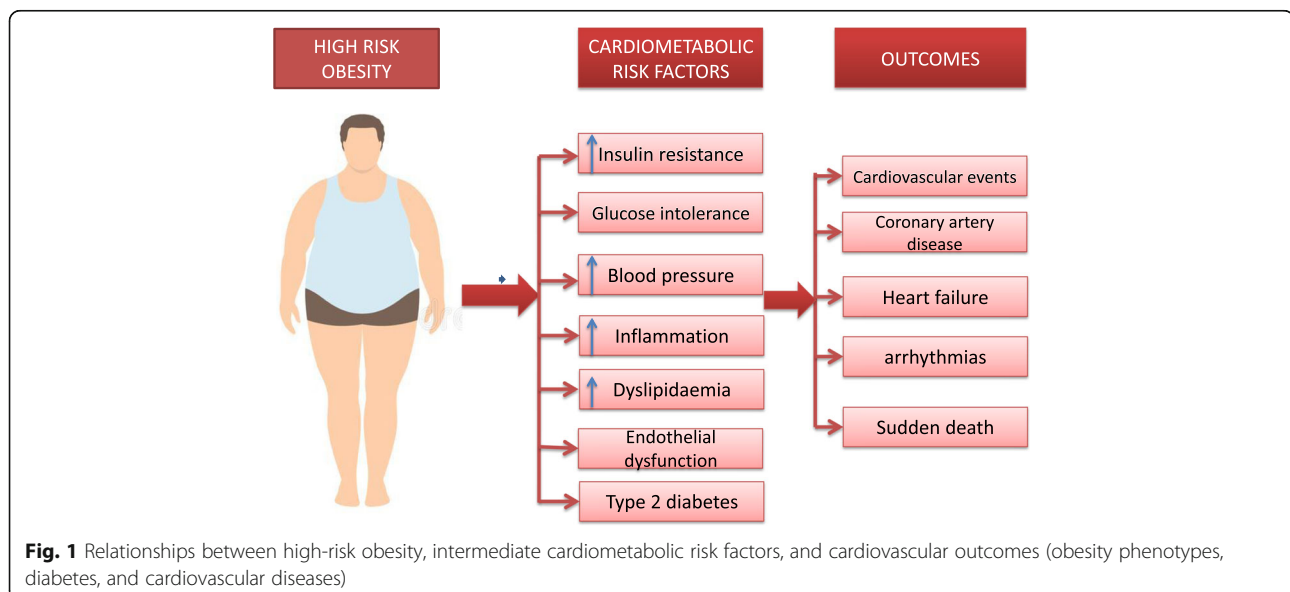 HIGH RISK
OBESITY
CARDIOMETABOLIC
RISK FACTORS
OUTCOMES
Insulin resistance
Glucose intolerance
Blood pressure
Inflammation
Dyslipidaemia
Endothelial
dysfunction
Type 2 diabetes
Cardiovascular events
Coronary artery
disease
Heart failure
arrhythmias
Sudden death
Fig. 1 Relationships between high-risk obesity, intermediate cardiometabolic risk factors, and cardiovascular outcomes (obesity phenotypes,
diabetes, and cardiovascular diseases)